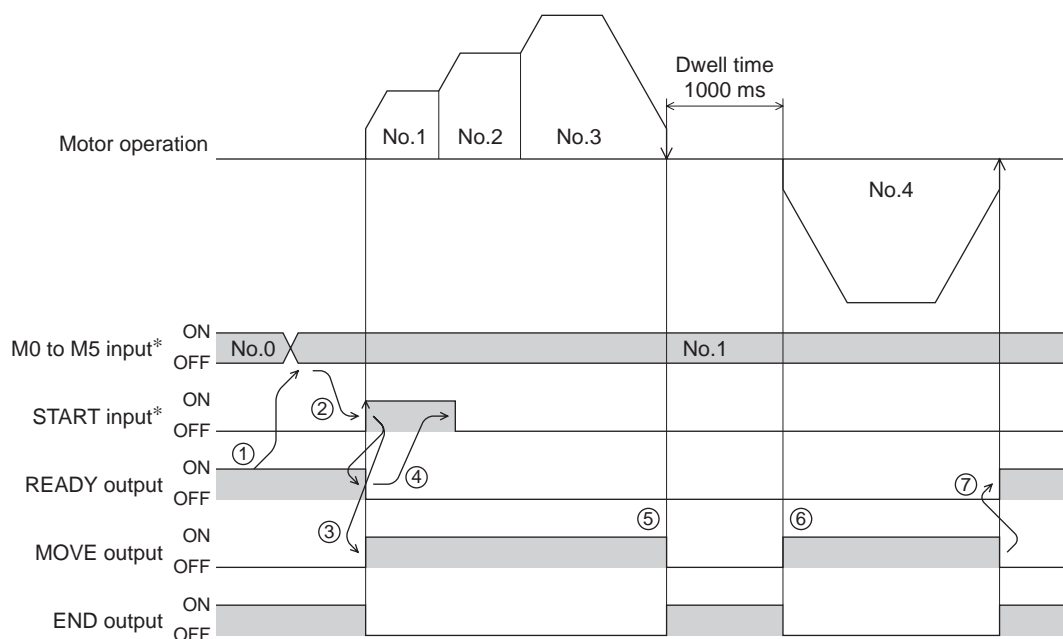 Dwell time
1000 ms
No.1
No.2
No.3
Motor operation
No.4
M0 to M5 input*
ON
OFF
No.0
No.1
START input*
ON
OFF
②
①
④
READY output
ON
OFF
⑦
③
⑤
⑥
MOVE output
ON
OFF
END output
ON
OFF